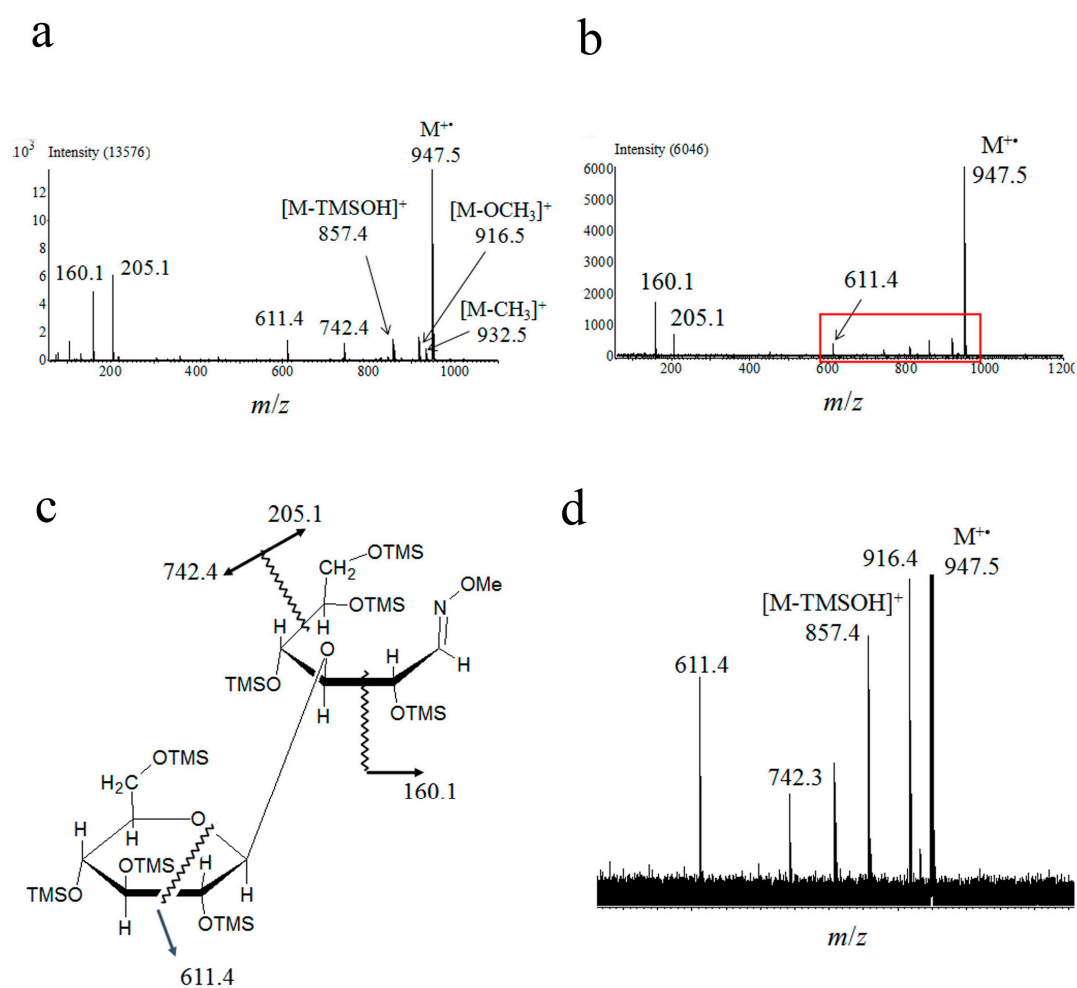 a
.10³ Intensity (13576)
M⁺•
947.5
[M-TMSOH]⁺
857.4
[M-OCH₃]⁺
916.5
[M-CH₃]⁺
932.5
160.1
205.1
611.4
742.4
12
10
8
6
4
2
0
200
400
600
800
1000
m/z
b
Intensity (6046)
M⁺•
947.5
611.4
160.1
205.1
6000
5000
4000
3000
2000
1000
0
200
400
600
800
1000
1200
m/z
c
205.1
742.4
OTMS
CH₂
OTMS
H
OMe
N
H
O
H
H
TMSO
H
OTMS
160.1
OTMS
H₂C
H
O
H
OTMS
H
TMSO
H
H
OTMS
611.4
d
M⁺•
947.5
916.4
[M-TMSOH]⁺
857.4
611.4
742.3
m/z